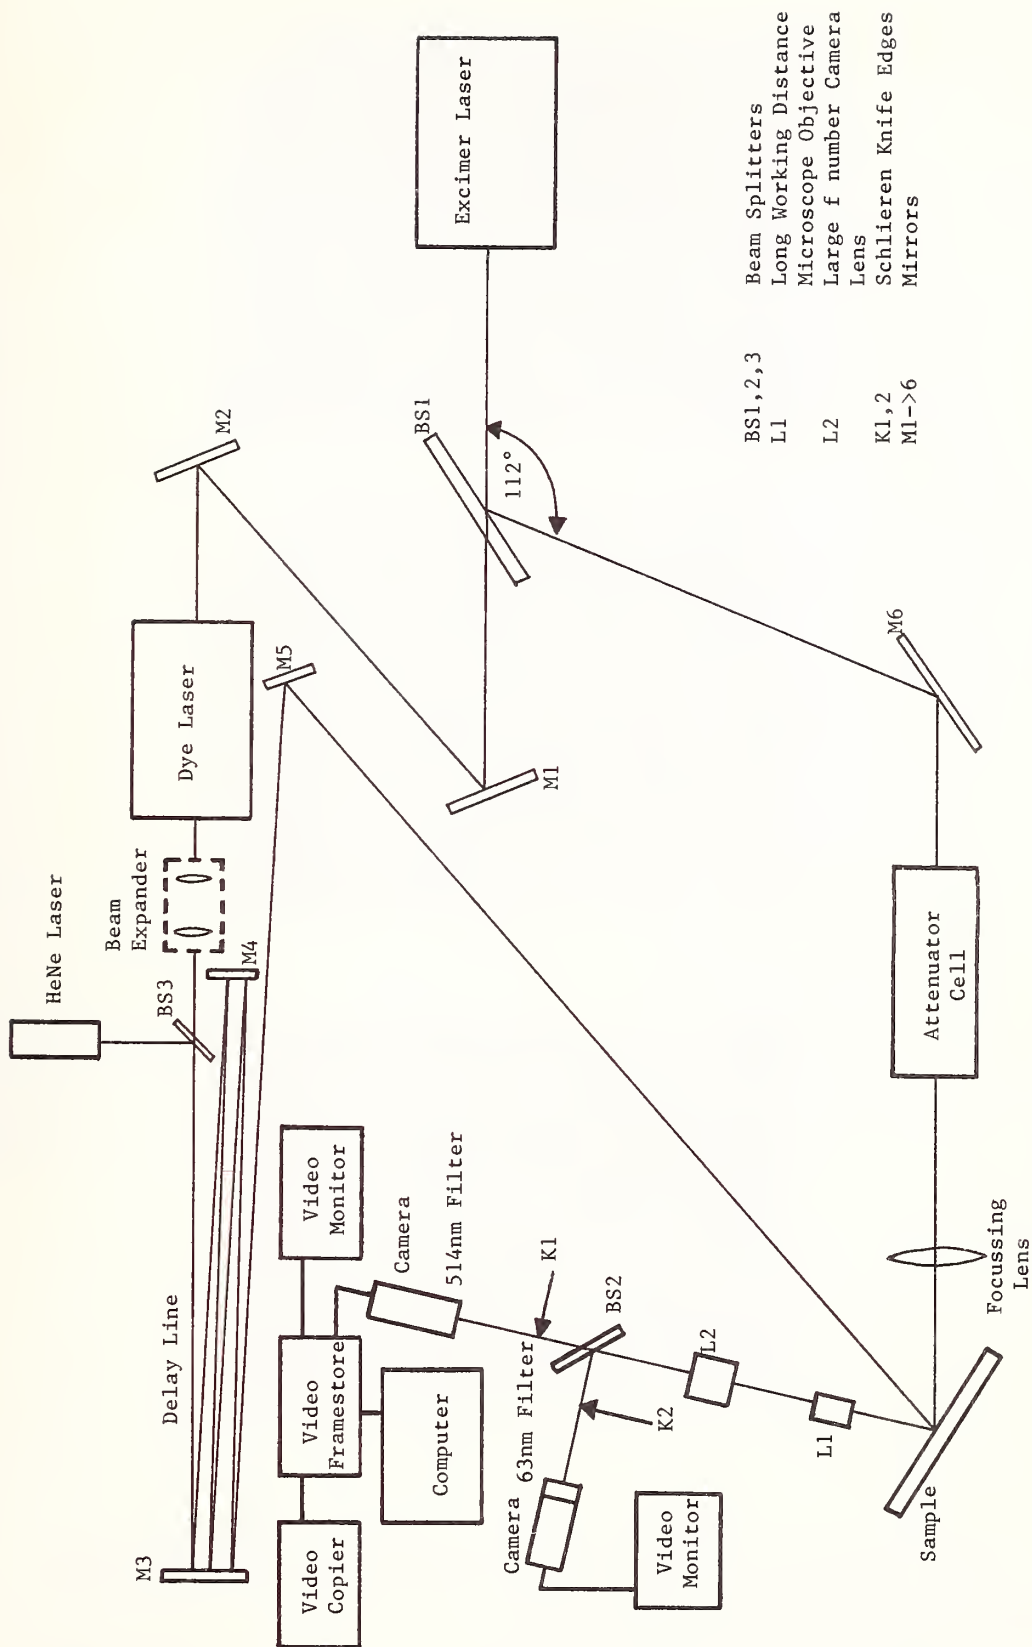 HeNe Laser
Beam
Expander
Dye Laser
M2
Excimer Laser
BS3
M4
M5
BS1
112°
M3
Delay Line
M1
Video
Copier
Video
Framestore
Video
Monitor
Computer
Camera
514nm Filter
K1
Camera
63nm Filter
BS2
K2
Video
Monitor
L2
L1
Sample
Focussing
Lens
Attenuator
Cell
M6
BS1,2,3 Beam Splitters
L1 Long Working Distance
Microscope Objective
L2 Large f number Camera
Lens
K1,2 Schlieren Knife Edges
M1->6 Mirrors